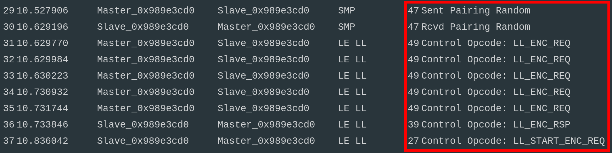 29 10.527906 Master_0x989e3cd0 Slave_0x989e3cd0 SMP 47 Sent Pairing Random
30 10.629196 Slave_0x989e3cd0 Master_0x989e3cd0 SMP 47 Rcvd Pairing Random
31 10.629770 Master_0x989e3cd0 Slave_0x989e3cd0 LE LL 49 Control Opcode: LL_ENC_REQ
32 10.629984 Master_0x989e3cd0 Slave_0x989e3cd0 LE LL 49 Control Opcode: LL_ENC_REQ
33 10.630223 Master_0x989e3cd0 Slave_0x989e3cd0 LE LL 49 Control Opcode: LL_ENC_REQ
34 10.730932 Master_0x989e3cd0 Slave_0x989e3cd0 LE LL 49 Control Opcode: LL_ENC_REQ
35 10.731744 Master_0x989e3cd0 Slave_0x989e3cd0 LE LL 49 Control Opcode: LL_ENC_REQ
36 10.733846 Slave_0x989e3cd0 Master_0x989e3cd0 LE LL 39 Control Opcode: LL_ENC_RSP
37 10.836042 Slave_0x989e3cd0 Master_0x989e3cd0 LE LL 27 Control Opcode: LL_START_ENC_REQ